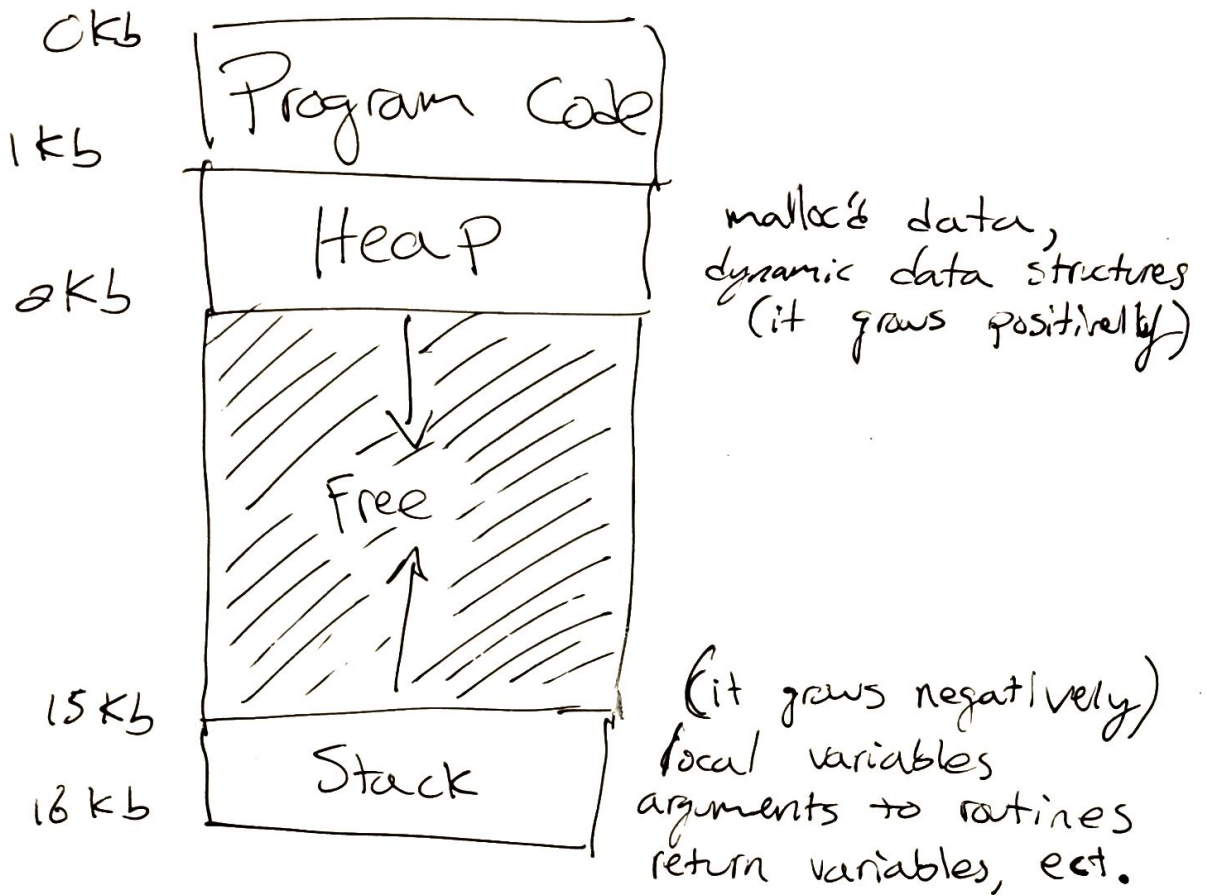 0Kb
Program Code
1Kb
Heap
malloc'd data,
dynamic data structures
2Kb
(it grows positively)
Free
15Kb
(it grows negatively)
local variables
Stack
16Kb
arguments to routines
return variables, ect.